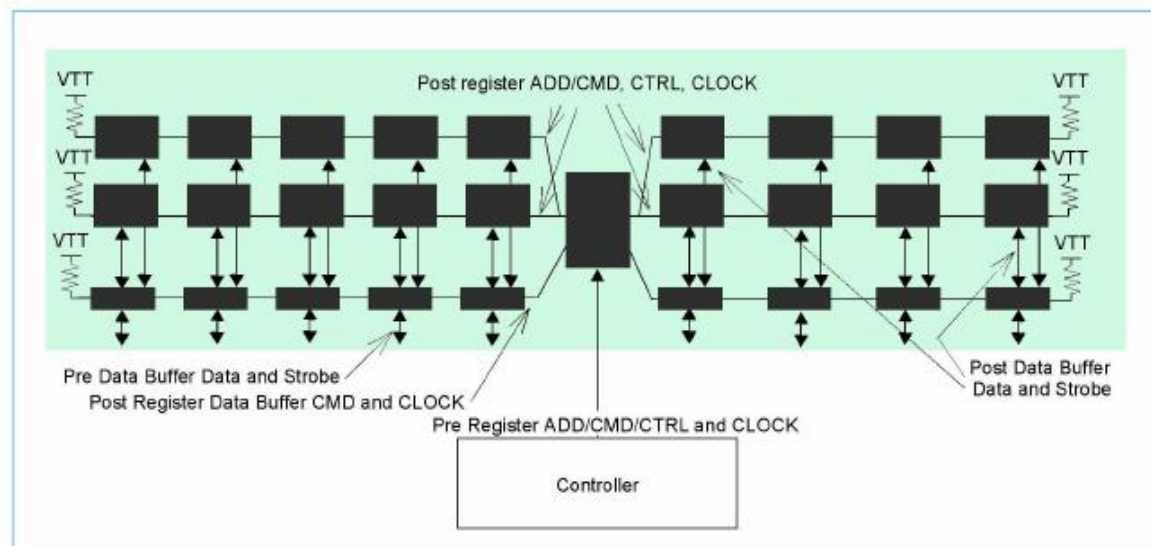 VTT
Post register ADD/CMD, CTRL, CLOCK
VTT
VTT
VTT
VTT
VTT
Pre Data Buffer Data and Strobe
Post Register Data Buffer CMD and CLOCK
Pre Register ADD/CMD/CTRL and CLOCK
Post Data Buffer
Data and Strobe
Controller